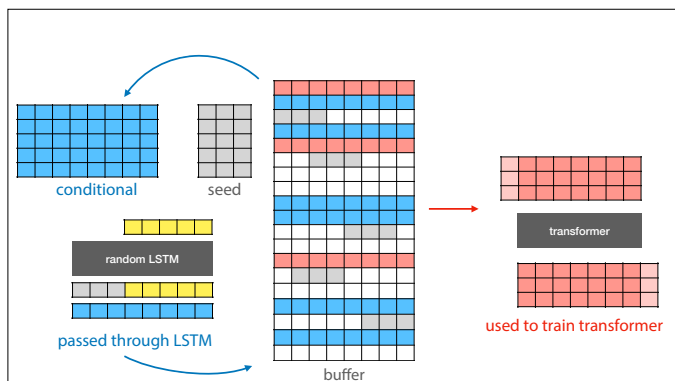 conditional
seed
random LSTM
passed through LSTM
buffer
transformer
used to train transformer